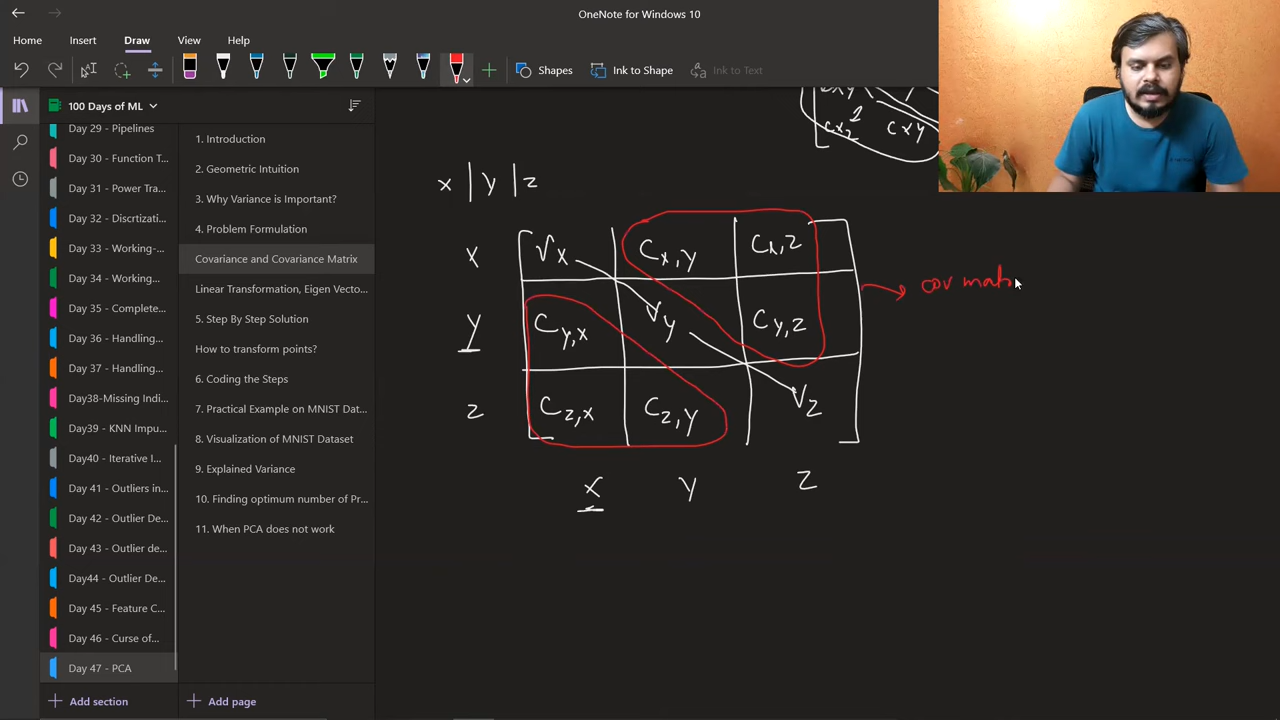 OneNote for Windows 10
Home Insert Draw View Help
Shapes Ink to Shape Ink to Text
100 Days of ML
Day 29 - Pipelines
Day 30 - Function T...
Day 31 - Power Tra...
Day 32 - Discrtizati...
Day 33 - Working-...
Day 34 - Working...
Day 35 - Complete...
Day 36 - Handling...
Day 37 - Handling...
Day38-Missing Indi...
Day39 - KNN Impu...
Day40 - Iterative I...
Day 41 - Outliers in...
Day 42 - Outlier De...
Day 43 - Outlier de...
Day44 - Outlier De...
Day 45 - Feature C...
Day 46 - Curse of...
Day 47 - PCA
Add section
1. Introduction
2. Geometric Intuition
3. Why Variance is Important?
4. Problem Formulation
Covariance and Covariance Matrix
Linear Transformation, Eigen Vecto...
5. Step By Step Solution
How to transform points?
6. Coding the Steps
7. Practical Example on MNIST Dat...
8. Visualization of MNIST Dataset
9. Explained Variance
10. Finding optimum number of Pr...
11. When PCA does not work
Add page
x | y | z
x Vx Cx,y Cx,z
y Cy,x Vy Cy,z
z Cz,x Cz,y Vz
x y z
cov mat